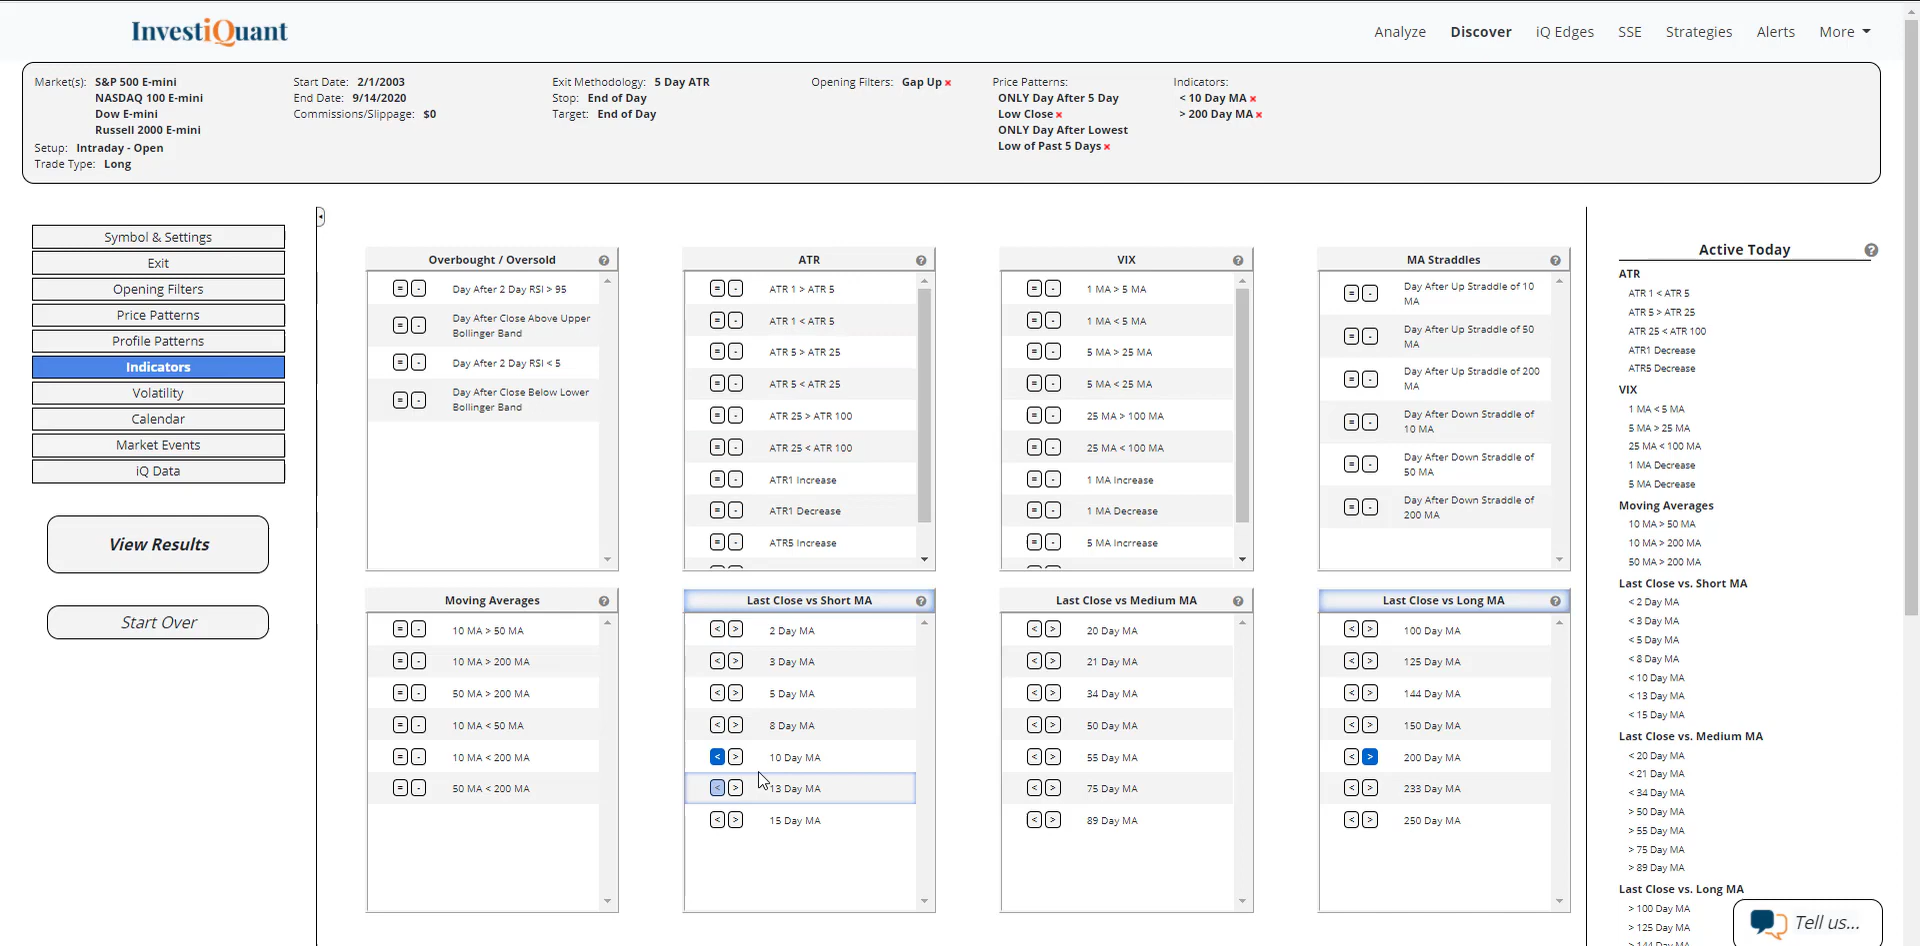 InvestiQuant
Analyze
Discover
iQ Edges
SSE
Strategies
Alerts
More
Market(s): S&P 500 E-mini
NASDAQ 100 E-mini
Dow E-mini
Russell 2000 E-mini
Setup: Intraday - Open
Trade Type: Long
Start Date: 2/1/2003
End Date: 9/14/2020
Commissions/Slippage: $0
Exit Methodology: 5 Day ATR
Stop: End of Day
Target: End of Day
Opening Filters: Gap Up ×
Price Patterns:
ONLY Day After 5 Day
Low Close ×
ONLY Day After Lowest
Low of Past 5 Days ×
Indicators:
< 10 Day MA ×
> 200 Day MA ×
Symbol & Settings
Exit
Opening Filters
Price Patterns
Profile Patterns
Indicators
Volatility
Calendar
Market Events
iQ Data
View Results
Start Over
Overbought / Oversold ?
= - Day After 2 Day RSI > 95
= - Day After Close Above Upper
Bollinger Band
= - Day After 2 Day RSI < 5
= - Day After Close Below Lower
Bollinger Band
ATR ?
= - ATR 1 > ATR 5
= - ATR 1 < ATR 5
= - ATR 5 > ATR 25
= - ATR 5 < ATR 25
= - ATR 25 > ATR 100
= - ATR 25 < ATR 100
= - ATR1 Increase
= - ATR1 Decrease
= - ATR5 Increase
VIX ?
= - 1 MA > 5 MA
= - 1 MA < 5 MA
= - 5 MA > 25 MA
= - 5 MA < 25 MA
= - 25 MA > 100 MA
= - 25 MA < 100 MA
= - 1 MA Increase
= - 1 MA Decrease
= - 5 MA Incrrease
MA Straddles ?
= - Day After Up Straddle of 10
MA
= - Day After Up Straddle of 50
MA
= - Day After Up Straddle of 200
MA
= - Day After Down Straddle of
10 MA
= - Day After Down Straddle of
50 MA
= - Day After Down Straddle of
200 MA
Moving Averages ?
= - 10 MA > 50 MA
= - 10 MA > 200 MA
= - 50 MA > 200 MA
= - 10 MA < 50 MA
= - 10 MA < 200 MA
= - 50 MA < 200 MA
Last Close vs Short MA ?
< > 2 Day MA
< > 3 Day MA
< > 5 Day MA
< > 8 Day MA
< > 10 Day MA
< > 13 Day MA
< > 15 Day MA
Last Close vs Medium MA ?
< > 20 Day MA
< > 21 Day MA
< > 34 Day MA
< > 50 Day MA
< > 55 Day MA
< > 75 Day MA
< > 89 Day MA
Last Close vs Long MA ?
< > 100 Day MA
< > 125 Day MA
< > 144 Day MA
< > 150 Day MA
< > 200 Day MA
< > 233 Day MA
< > 250 Day MA
Active Today ?
ATR
ATR 1 < ATR 5
ATR 5 > ATR 25
ATR 25 < ATR 100
ATR1 Decrease
ATR5 Decrease
VIX
1 MA < 5 MA
5 MA > 25 MA
25 MA < 100 MA
1 MA Decrease
5 MA Decrease
Moving Averages
10 MA > 50 MA
10 MA > 200 MA
50 MA > 200 MA
Last Close vs. Short MA
< 2 Day MA
< 3 Day MA
< 5 Day MA
< 8 Day MA
< 10 Day MA
< 13 Day MA
< 15 Day MA
Last Close vs. Medium MA
< 20 Day MA
< 21 Day MA
< 34 Day MA
> 50 Day MA
> 55 Day MA
> 75 Day MA
> 89 Day MA
Last Close vs. Long MA
> 100 Day MA
> 125 Day MA
> 144 Day MA
Tell us...